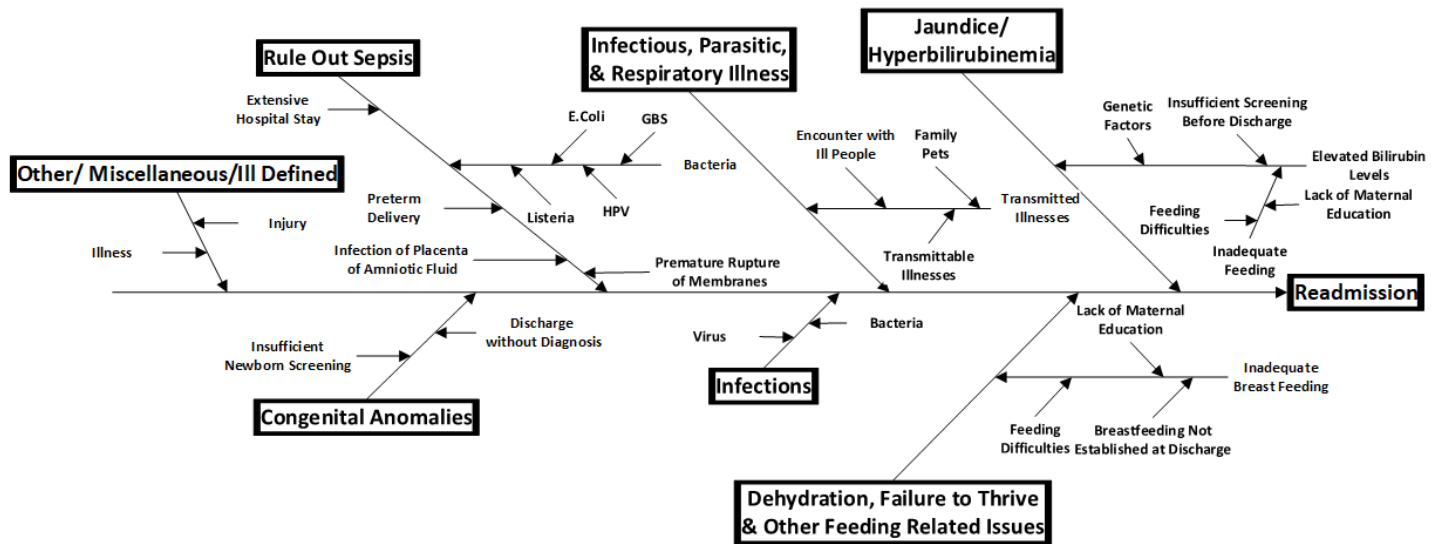 Rule Out Sepsis
Infectious, Parasitic,
& Respiratory Illness
Jaundice/
Hyperbilirubinemia
Extensive
Hospital Stay
E.Coli
GBS
Bacteria
Listeria
HPV
Encounter with
Ill People
Family
Pets
Transmitted
Illnesses
Transmittable
Illnesses
Genetic
Factors
Insufficient Screening
Before Discharge
Elevated Bilirubin
Levels
Lack of Maternal
Education
Feeding
Difficulties
Inadequate
Feeding
Other/ Miscellaneous/Ill Defined
Injury
Illness
Preterm
Delivery
Infection of Placenta
of Amniotic Fluid
Premature Rupture
of Membranes
Readmission
Discharge
without Diagnosis
Insufficient
Newborn Screening
Congenital Anomalies
Virus
Bacteria
Infections
Lack of Maternal
Education
Inadequate
Breast Feeding
Feeding
Difficulties
Breastfeeding Not
Established at Discharge
Dehydration, Failure to Thrive
& Other Feeding Related Issues